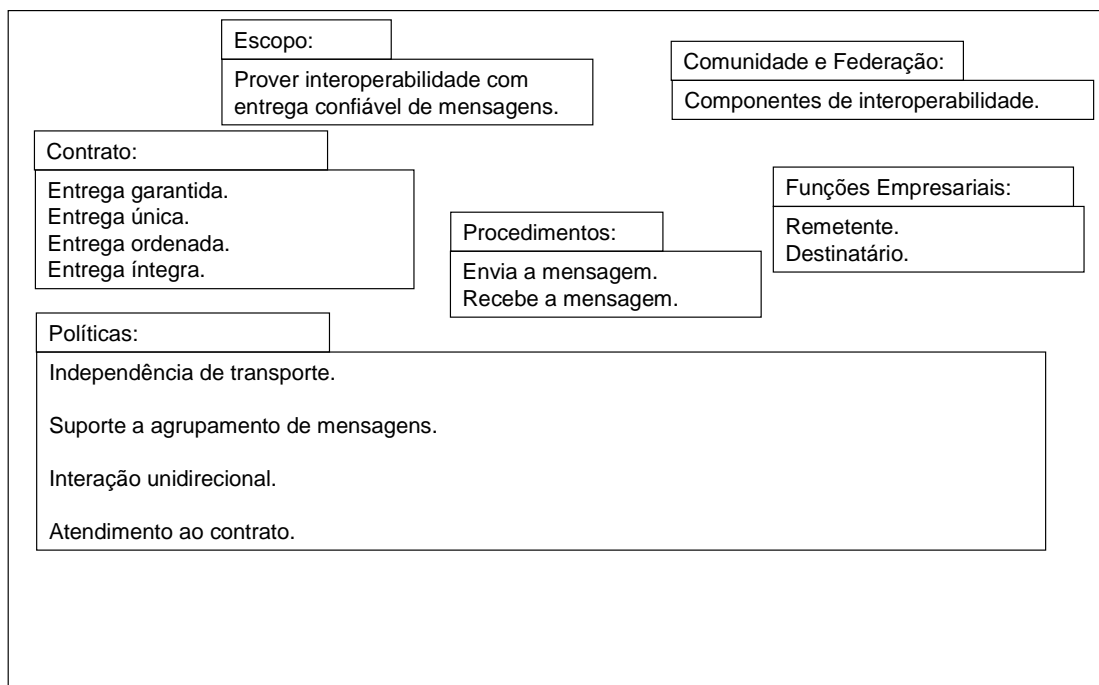 Escopo:
Prover interoperabilidade com
entrega confiável de mensagens.
Comunidade e Federação:
Componentes de interoperabilidade.
Contrato:
Entrega garantida.
Entrega única.
Entrega ordenada.
Entrega íntegra.
Procedimentos:
Envia a mensagem.
Recebe a mensagem.
Funções Empresariais:
Remetente.
Destinatário.
Políticas:
Independência de transporte.
Suporte a agrupamento de mensagens.
Interação unidirecional.
Atendimento ao contrato.